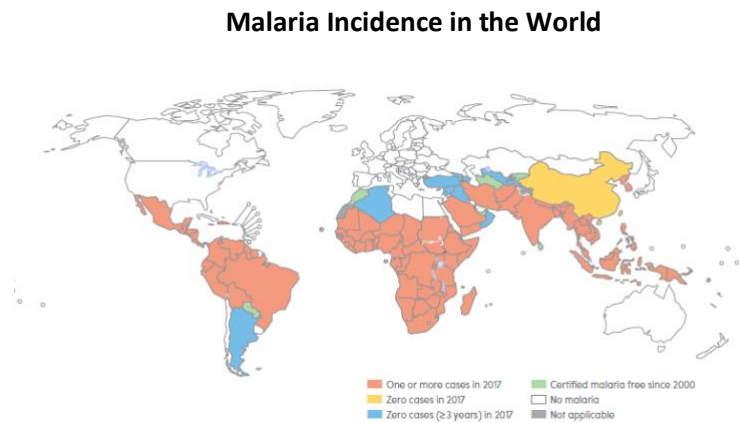 Malaria Incidence in the World
One or more cases in 2017
Zero cases in 2017
Zero cases (≥3 years) in 2017
Certified malaria free since 2000
No malaria
Not applicable